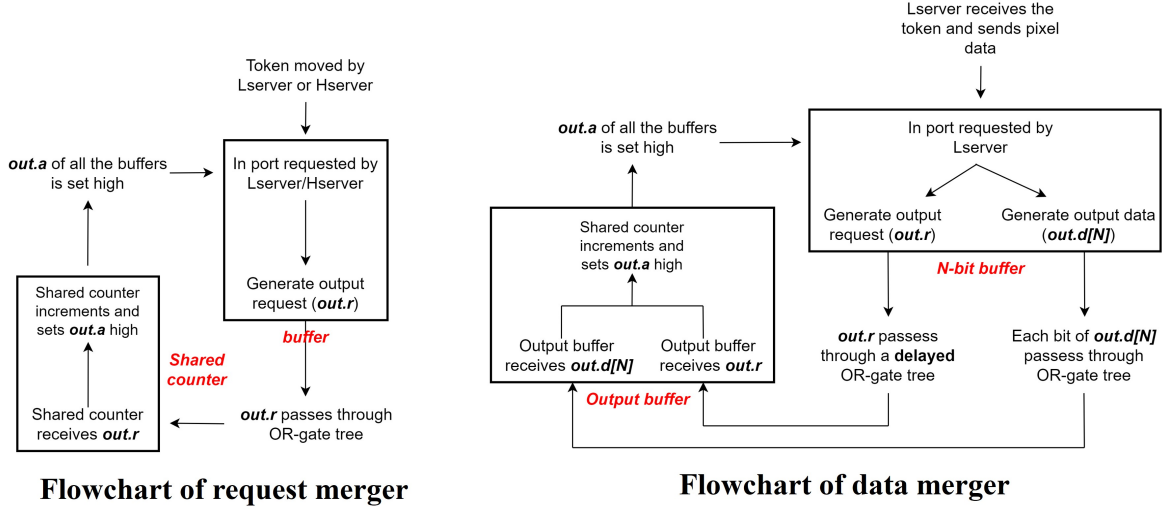 Token moved by
Lserver or Hserver
In port requested by
Lserver/Hserver
Generate output
request (out.r)
buffer
out.r passes through
OR-gate tree
Shared counter
receives out.r
Shared counter
increments and
sets out.a high
Shared
counter
out.a of all the buffers
is set high
Flowchart of request merger
Lserver receives the
token and sends pixel
data
In port requested by
Lserver
Generate output
request (out.r)
Generate output data
(out.d[N])
N-bit buffer
out.r passess
through a delayed
OR-gate tree
Each bit of out.d[N]
passess through
OR-gate tree
Output buffer
receives out.d[N]
Output buffer
receives out.r
Shared counter
increments and
sets out.a high
Output buffer
out.a of all the buffers
is set high
Flowchart of data merger